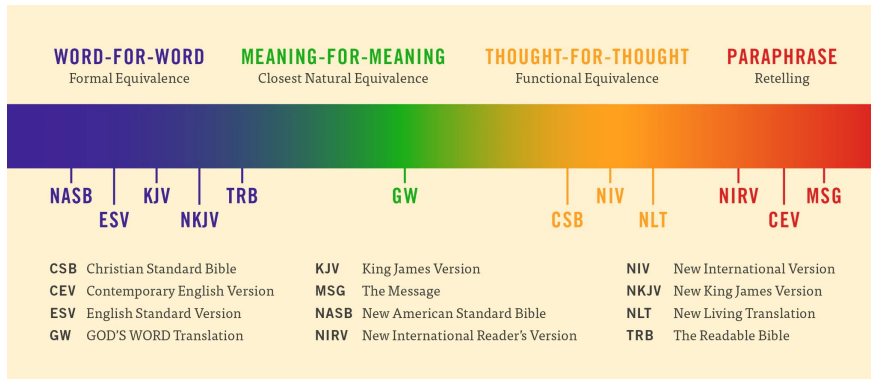 WORD-FOR-WORD MEANING-FOR-MEANING THOUGHT-FOR-THOUGHT PARAPHRASE
Formal Equivalence Closest Natural Equivalence Functional Equivalence Retelling
NASB KJV TRB GW NIV NIRV MSG
ESV NKJV CSB NLT CEV
CSB Christian Standard Bible KJV King James Version NIV New International Version
CEV Contemporary English Version MSG The Message NKJV New King James Version
ESV English Standard Version NASB New American Standard Bible NLT New Living Translation
GW GOD'S WORD Translation NIRV New International Reader's Version TRB The Readable Bible